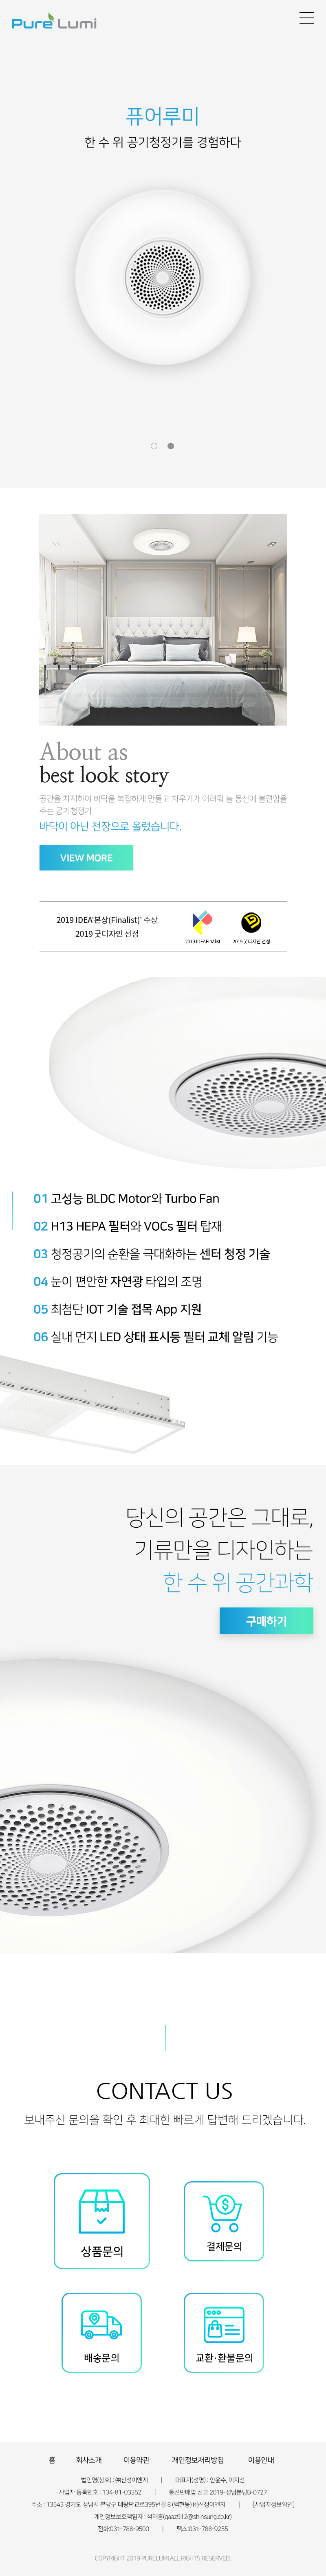 Pure Lumi
퓨어루미
한 수 위 공기청정기를 경험하다
About as
best look story
공간을 차지하여 바닥을 복잡하게 만들고 치우기가 어려워 늘 동선에 불편함을
주는 공기청정기
바닥이 아닌 천장으로 올렸습니다.
VIEW MORE
2019 IDEA'본상(Finalist)' 수상
2019 굿디자인 선정
2019 IDEAFinalist
2019 굿디자인 선정
01 고성능 BLDC Motor와 Turbo Fan
02 H13 HEPA 필터와 VOCs 필터 탑재
03 청정공기의 순환을 극대화하는 센터 청정 기술
04 눈이 편안한 자연광 타입의 조명
05 최첨단 IOT 기술 접목 App 지원
06 실내 먼지 LED 상태 표시등 필터 교체 알림 기능
당신의 공간은 그대로,
기류만을 디자인하는
한 수 위 공간과학
구매하기
CONTACT US
보내주신 문의을 확인 후 최대한 빠르게 답변해 드리겠습니다.
상품문의
결제문의
배송문의
교환·환불문의
홈 회사소개 이용약관 개인정보처리방침 이용안내
법인명(상호) : ㈜신성이앤지 | 대표자(성명) : 안윤수, 이지선
사업자 등록번호 : 134-81-03352 | 통신판매업 신고 2019-성남분당B-0727
주소 : 13543 경기도 성남시 분당구 대왕판교로395번길 8 (백현동) ㈜신성이앤지 | [사업자정보확인]
개인정보보호책임자 : 석재홍(qaaz912@shinsung.co.kr)
전화:031-788-9500 | 팩스:031-788-9255
COPYRIGHT 2019 PURELUMI.ALL RIGHTS RESERVED.